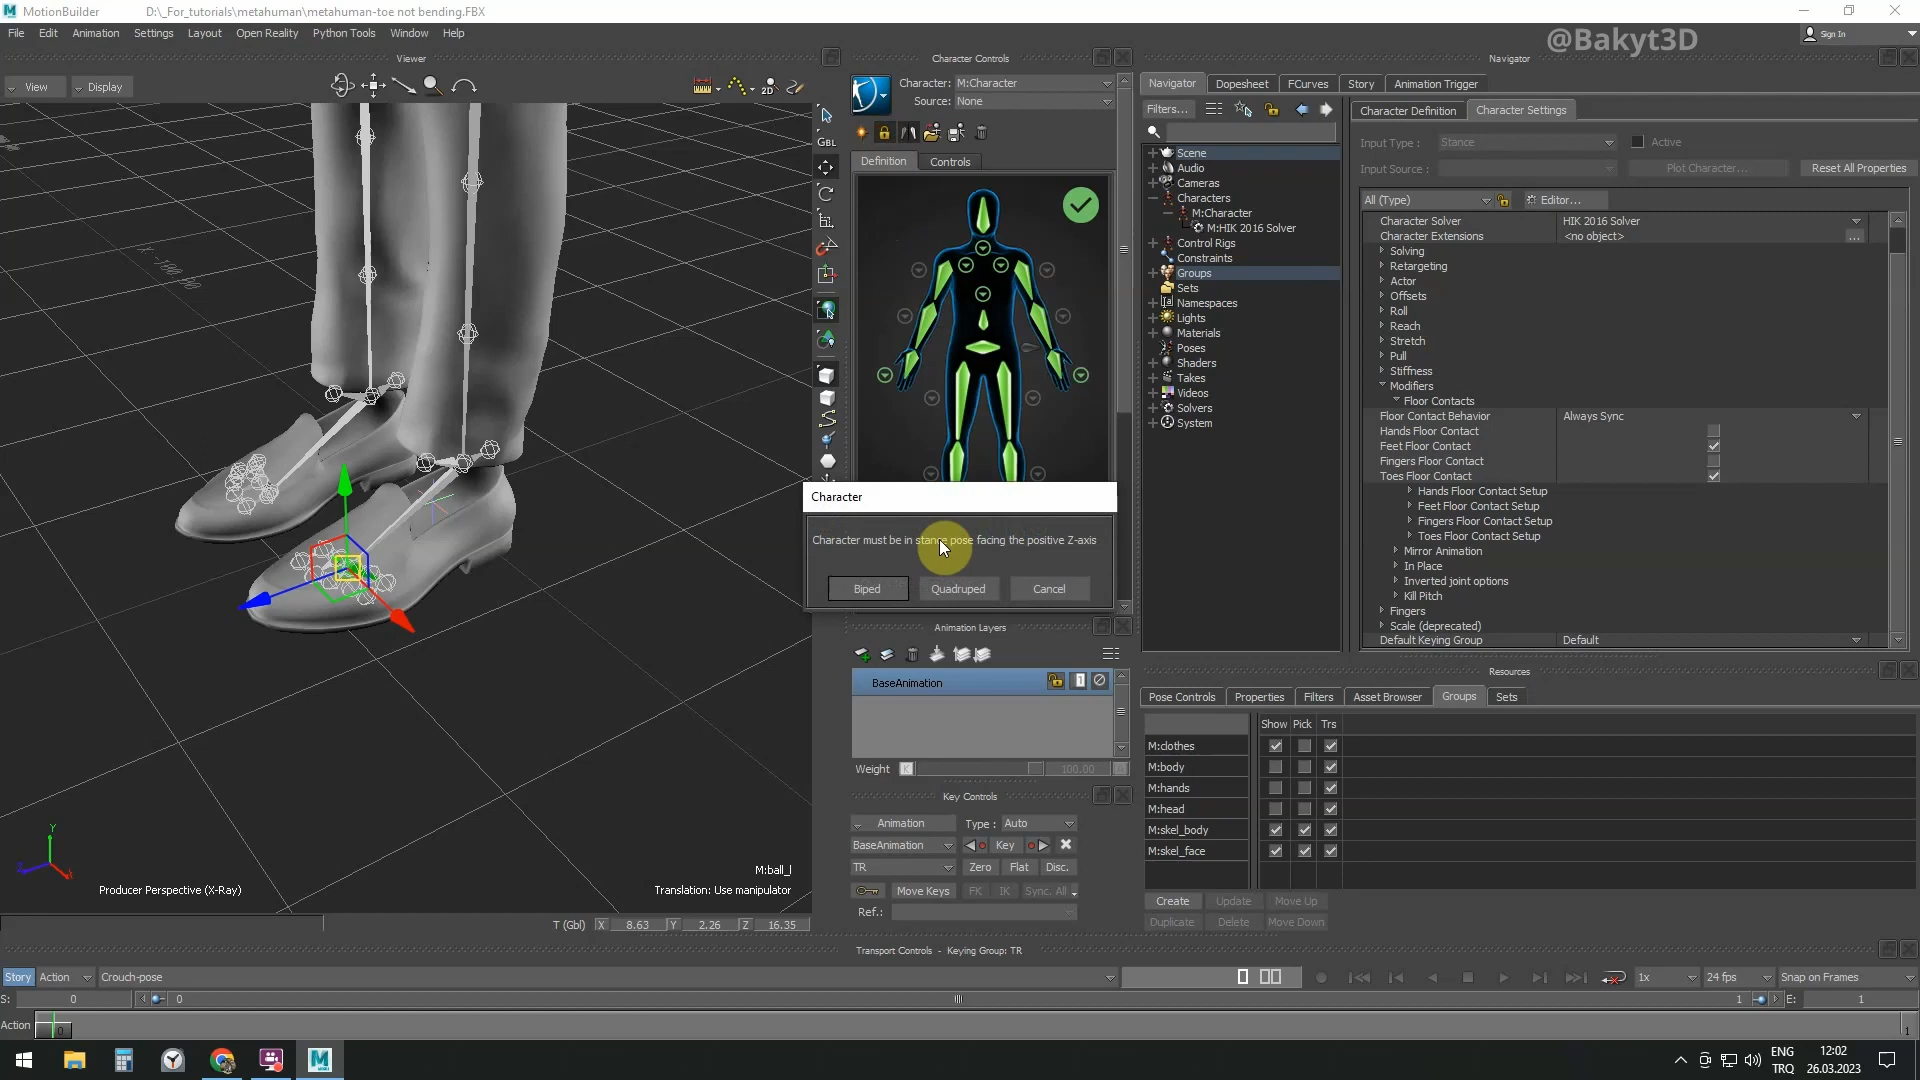 MotionBuilder D:\_For_tutorials\metahuman\metahuman-toe not bending.FBX
File Edit Animation Settings Layout Open Reality Python Tools Window Help
@Bakyt3D
Sign In
Viewer
View Display
2D
GBL
Producer Perspective (X-Ray)
M:ball_l
Translation: Use manipulator
T (Gbl) X 8.63 Y 2.26 Z 16.35
Character Controls
Character: M:Character
Source: None
Definition Controls
Character
Character must be in stance pose facing the positive Z-axis
Biped Quadruped Cancel
Animation Layers
BaseAnimation
Weight K 100.00
Key Controls
Animation Type : Auto
BaseAnimation Key
TR Zero Flat Disc.
Move Keys FK IK Sync. All
Ref.:
Navigator
Navigator Dopesheet FCurves Story Animation Trigger
Filters...
Scene
Audio
Cameras
Characters
M:Character
M:HIK 2016 Solver
Control Rigs
Constraints
Groups
Sets
Namespaces
Lights
Materials
Poses
Shaders
Takes
Videos
Solvers
System
Character Definition Character Settings
Input Type : Stance Active
Input Source : Plot Character... Reset All Properties
All (Type) Editor...
Character Solver HIK 2016 Solver
Character Extensions <no object> ...
Solving
Retargeting
Actor
Offsets
Roll
Reach
Stretch
Pull
Stiffness
Modifiers
Floor Contacts
Floor Contact Behavior Always Sync
Hands Floor Contact
Feet Floor Contact
Fingers Floor Contact
Toes Floor Contact
Hands Floor Contact Setup
Feet Floor Contact Setup
Fingers Floor Contact Setup
Toes Floor Contact Setup
Mirror Animation
In Place
Inverted joint options
Kill Pitch
Fingers
Scale (deprecated)
Default Keying Group Default
Resources
Pose Controls Properties Filters Asset Browser Groups Sets
Show Pick Trs
M:clothes
M:body
M:hands
M:head
M:skel_body
M:skel_face
Create Update Move Up
Duplicate Delete Move Down
Transport Controls - Keying Group: TR
Story Action Crouch-pose 1x 24 fps Snap on Frames
S: 0 0 1 E: 1
Action 0 1
ENG 12:02
TRQ 26.03.2023